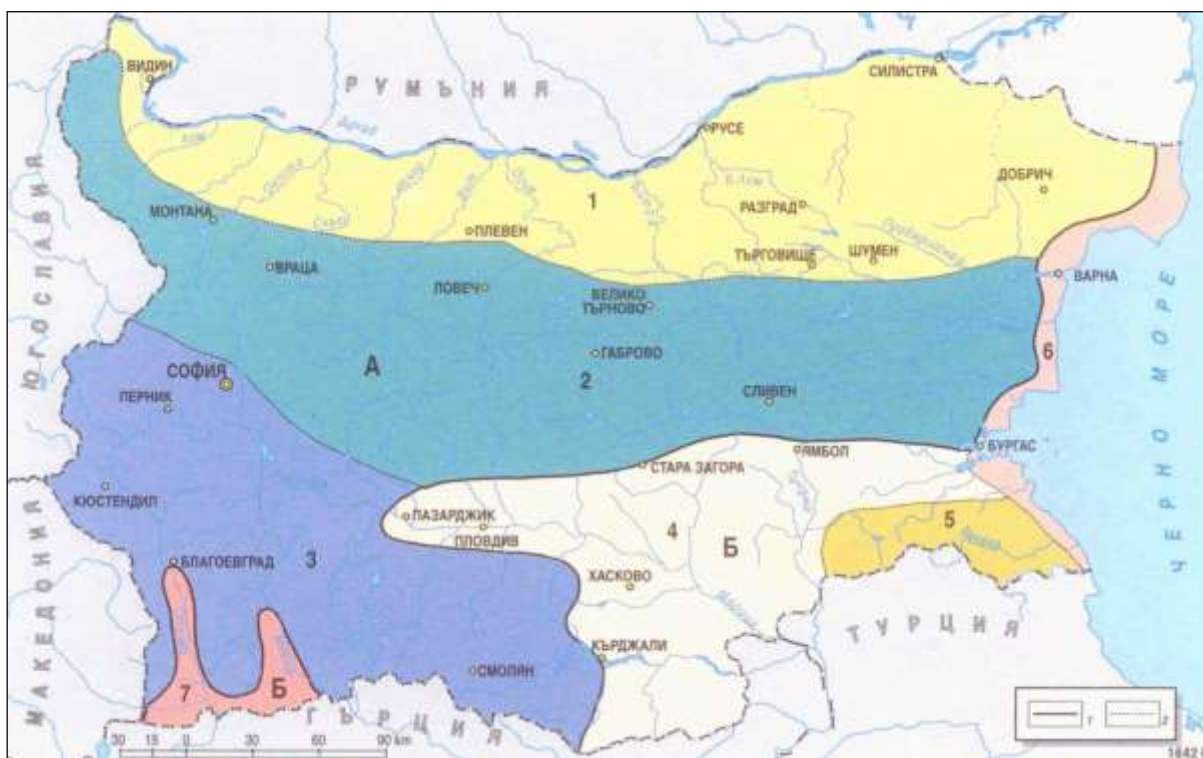 ВИДИН
РУМЪНИЯ
СИЛИСТРА
РУСЕ
ДОБРИЧ
1
РАЗГРАД
МОНТАНА
ПЛЕВЕН
ТЪРГОВИЩЕ
ШУМЕН
ВРАЦА
ВАРНА
ЛОВЕЧ
ВЕЛИКО
ТЪРНОВО
ЮГОСЛАВИЯ
ЧЕРНО МОРЕ
ГАБРОВО
6
А
2
СОФИЯ
ПЕРНИК
СЛИВЕН
БУРГАС
ЯМБОЛ
СТАРА ЗАГОРА
КЮСТЕНДИЛ
ПАЗАРДЖИК
ПЛОВДИВ
4
Б
5
БЛАГОЕВГРАД
3
ХАСКОВО
МАКЕДОНИЯ
ТУРЦИЯ
КЪРДЖАЛИ
СМОЛЯН
7
Б
ГЪРЦИЯ
1
2
30 15 0 30 60 90 km